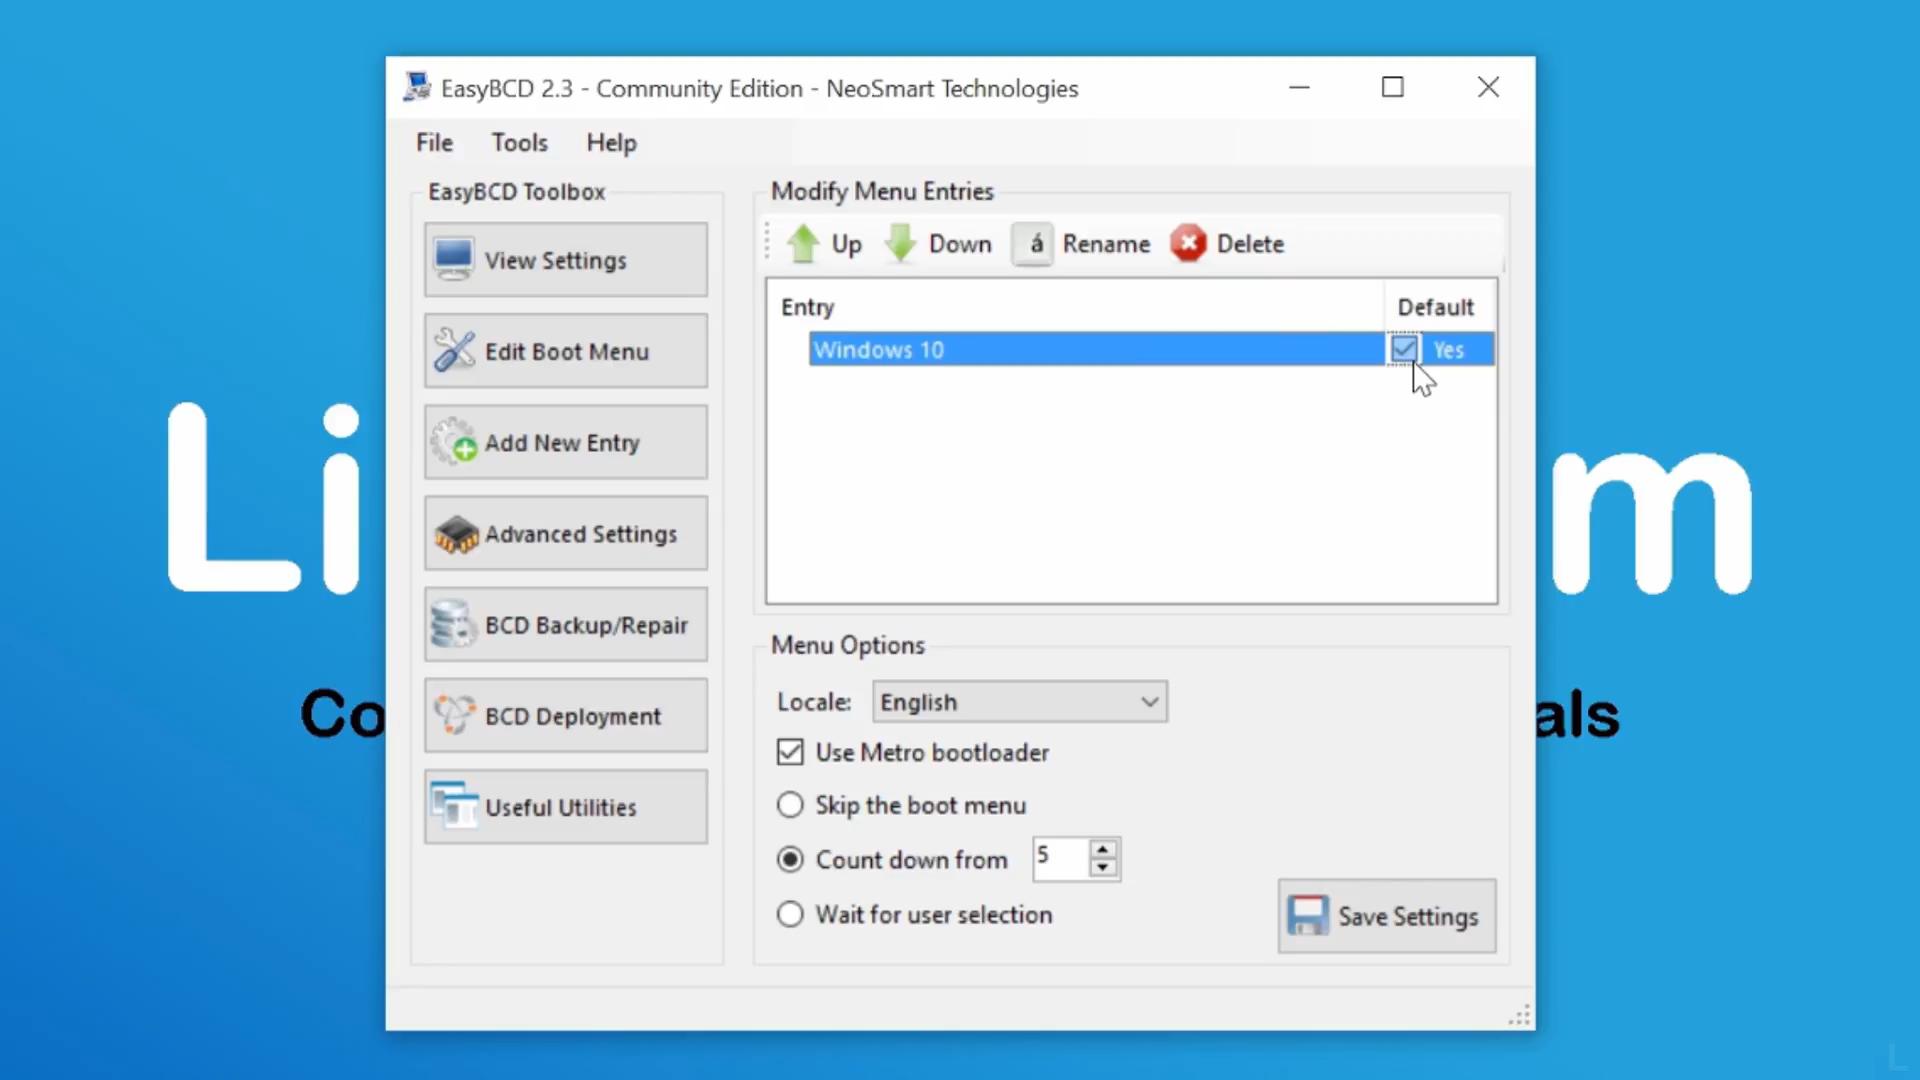 EasyBCD 2.3 - Community Edition - NeoSmart Technologies
File Tools Help
EasyBCD Toolbox
View Settings
Edit Boot Menu
Add New Entry
Advanced Settings
BCD Backup/Repair
BCD Deployment
Useful Utilities
Modify Menu Entries
Up Down á Rename Delete
Entry Default
Windows 10 Yes
Menu Options
Locale: English
Use Metro bootloader
Skip the boot menu
Count down from 5
Wait for user selection
Save Settings
Li m
Co als
L